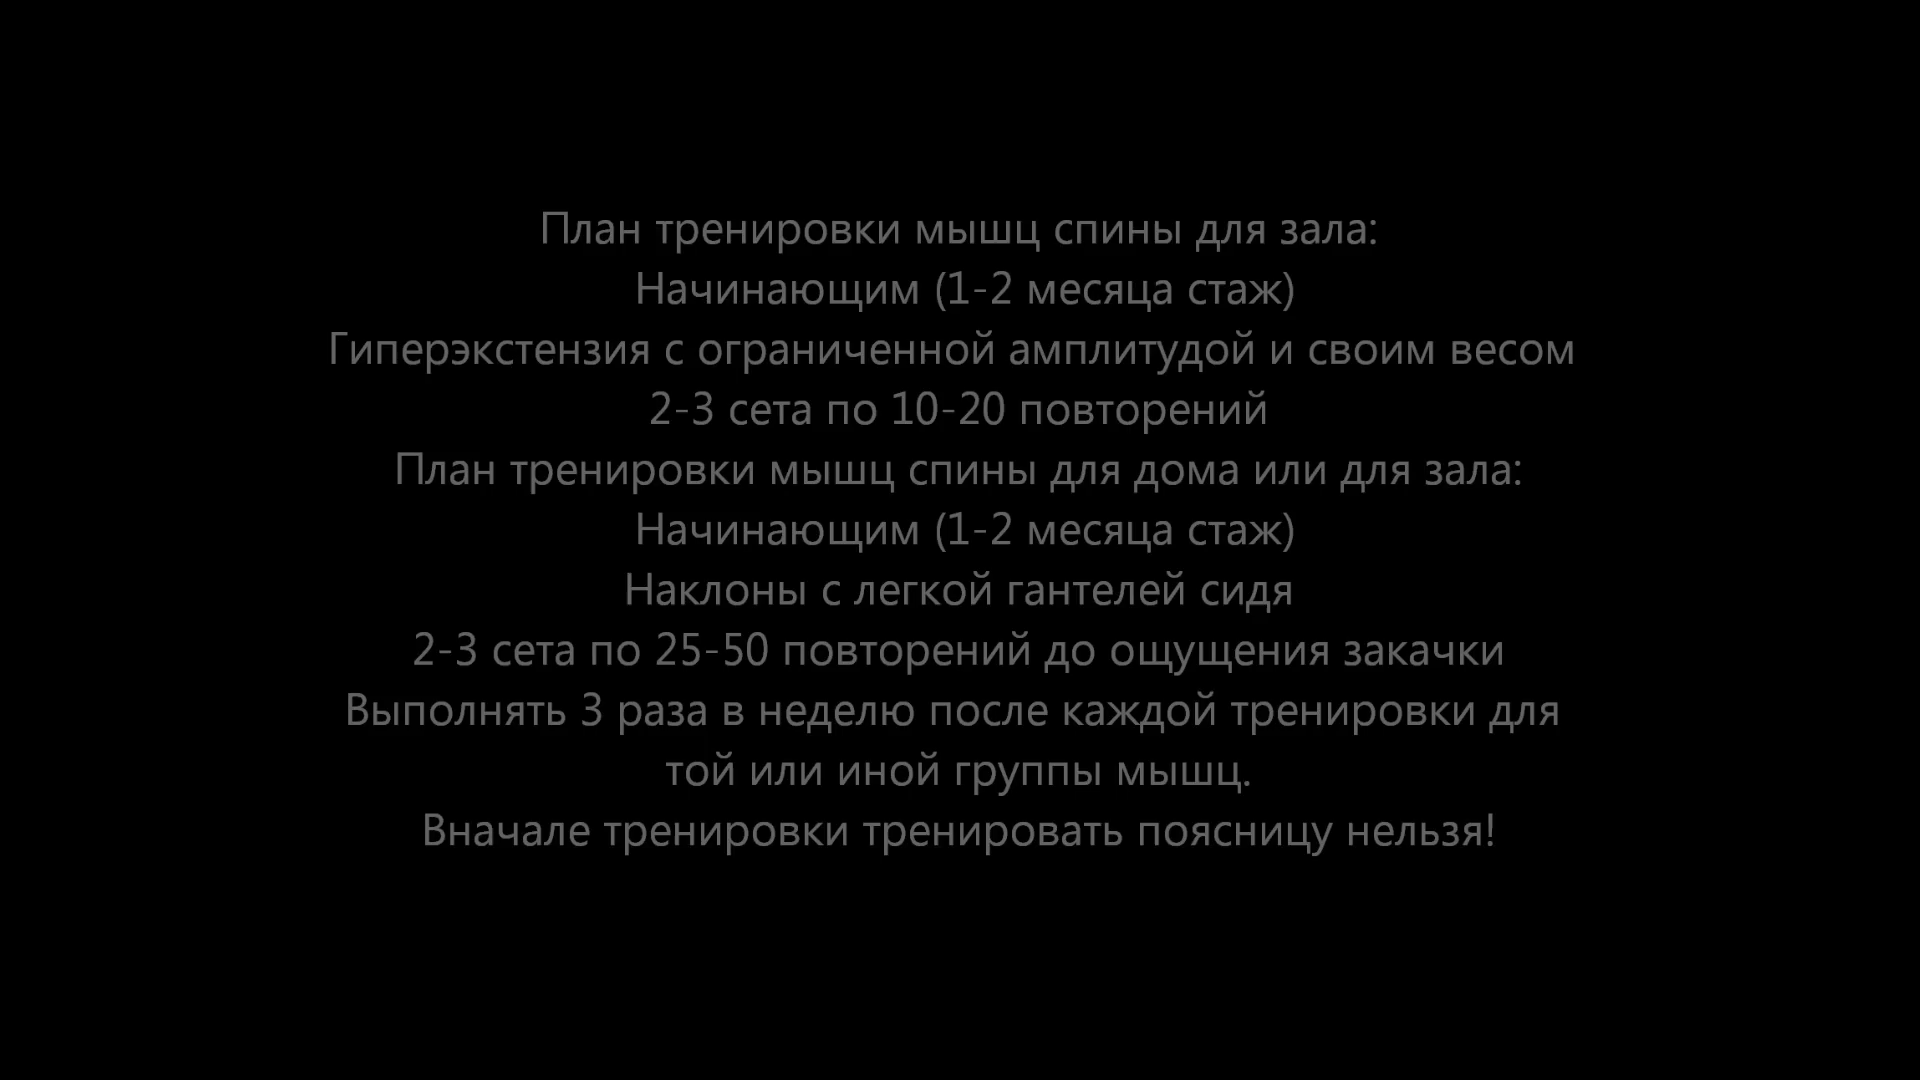 План тренировки мышц спины для зала:
Начинающим (1-2 месяца стаж)
Гиперэкстензия с ограниченной амплитудой и своим весом
2-3 сета по 10-20 повторений
План тренировки мышц спины для дома или для зала:
Начинающим (1-2 месяца стаж)
Наклоны с легкой гантелей сидя
2-3 сета по 25-50 повторений до ощущения закачки
Выполнять 3 раза в неделю после каждой тренировки для
той или иной группы мышц.
Вначале тренировки тренировать поясницу нельзя!